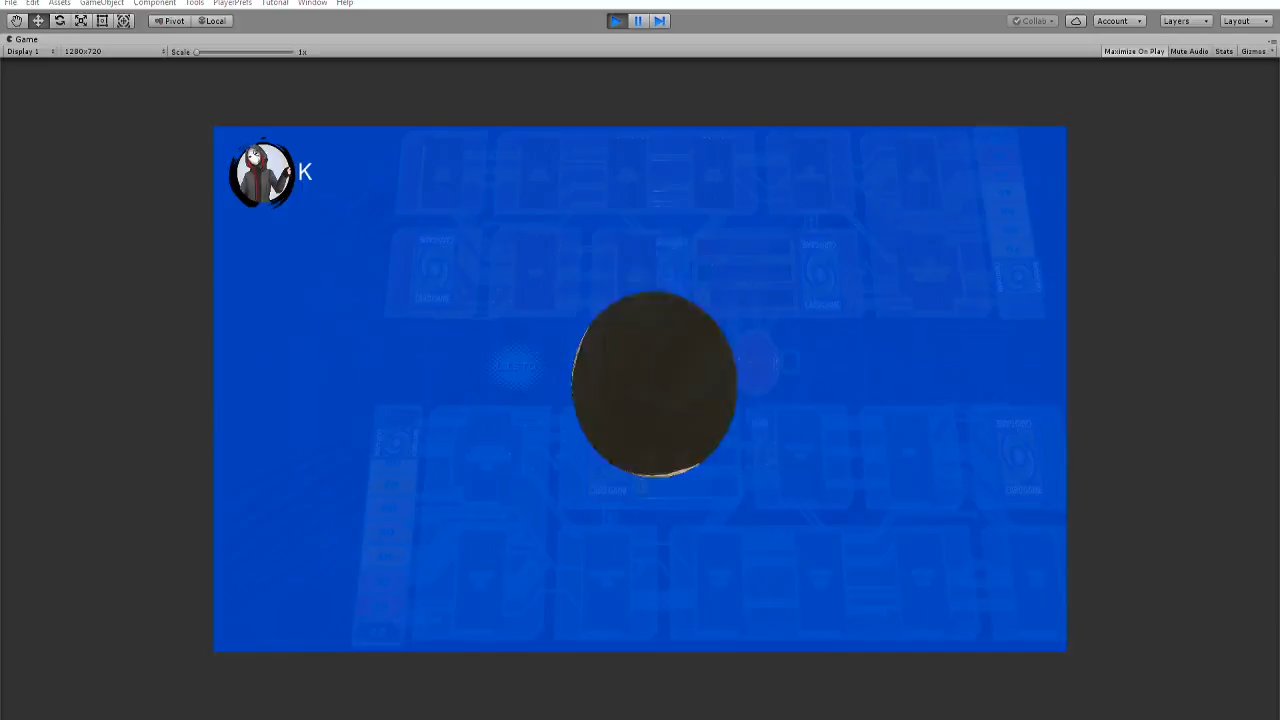 File Edit Assets GameObject Component Tools PlayerPrefs Tutorial Window Help
Pivot Local Collab Account Layers Layout
Game
Display 1 1280x720 Scale 1x Maximize On Play Mute Audio Stats Gizmos
K